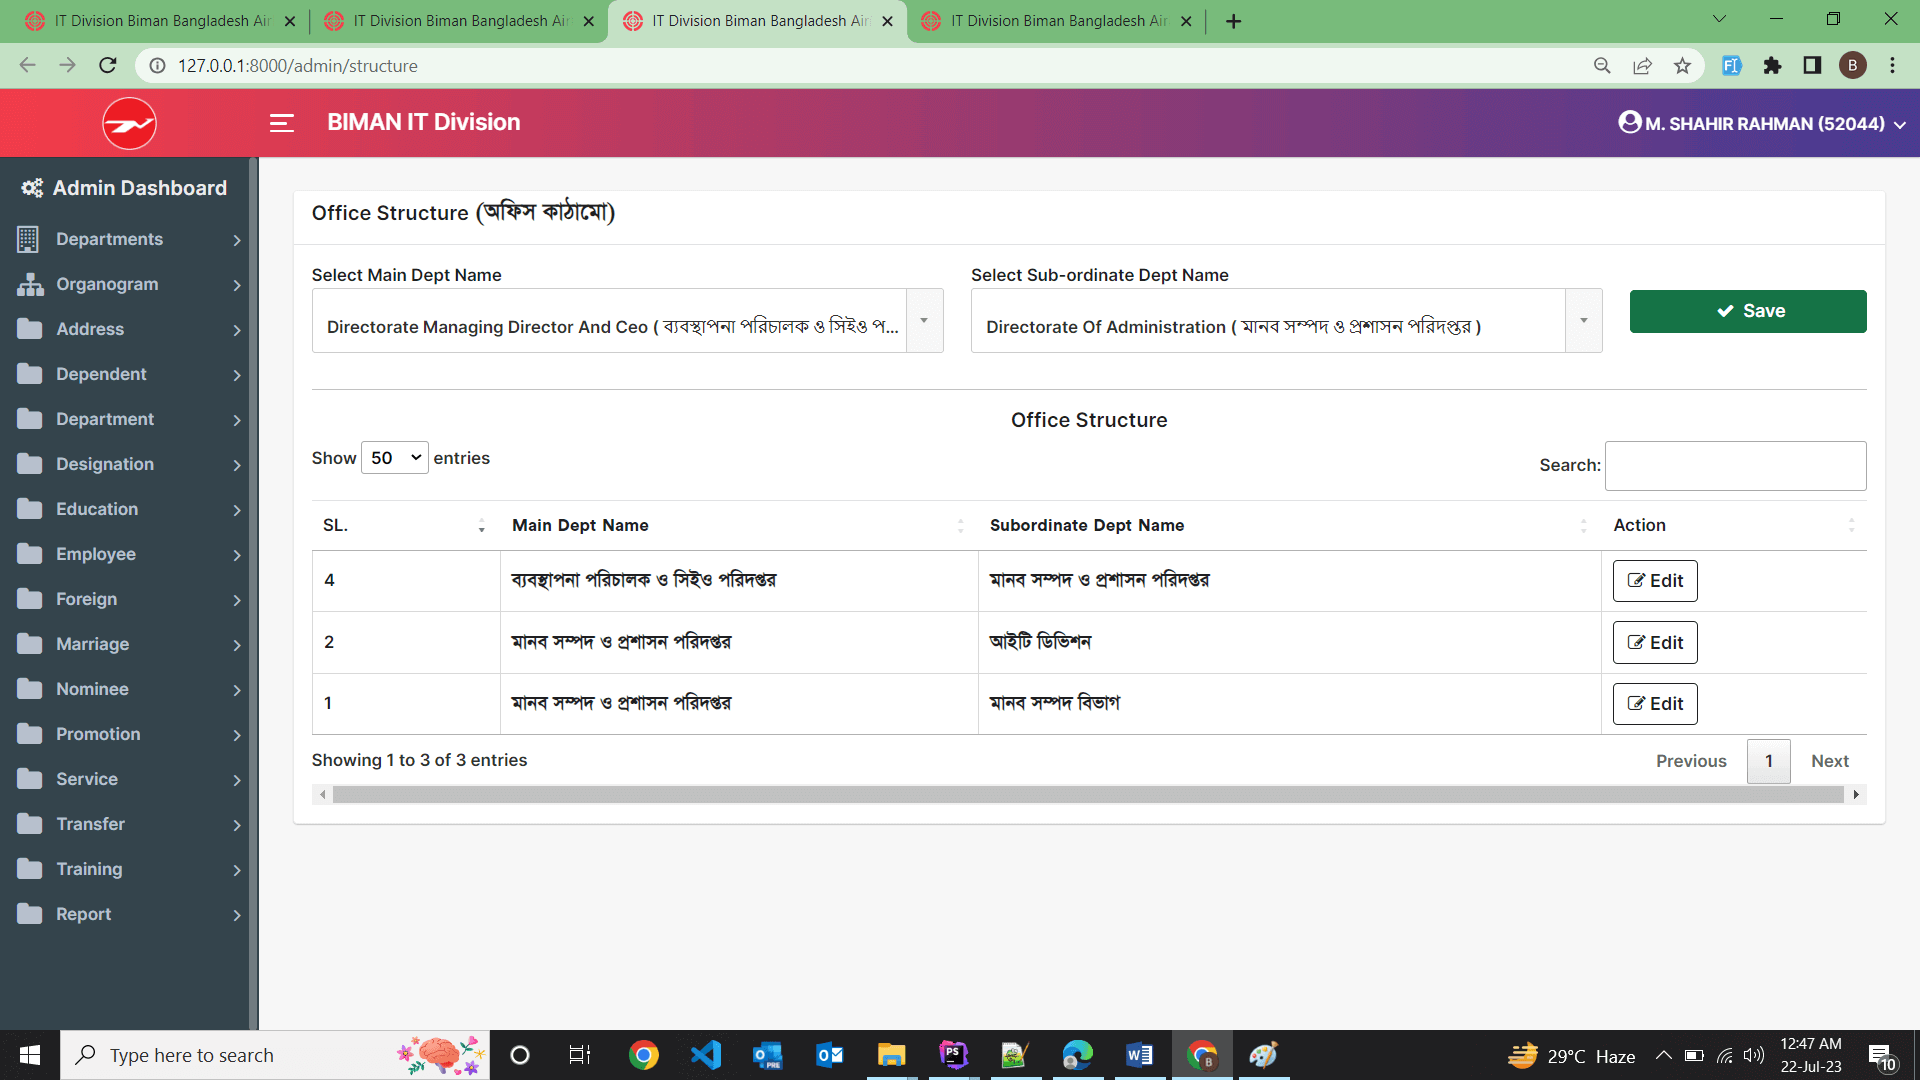 IT Division Biman Bangladesh Air
IT Division Biman Bangladesh Air
IT Division Biman Bangladesh Air
IT Division Biman Bangladesh Air
127.0.0.1:8000/admin/structure
B
BIMAN IT Division
M. SHAHIR RAHMAN (52044)
Admin Dashboard
Departments
Organogram
Address
Dependent
Department
Designation
Education
Employee
Foreign
Marriage
Nominee
Promotion
Service
Transfer
Training
Report
Office Structure (অফিস কাঠামো)
Select Main Dept Name
Select Sub-ordinate Dept Name
Directorate Managing Director And Ceo ( ব্যবস্থাপনা পরিচালক ও সিইও প...
Directorate Of Administration ( মানব সম্পদ ও প্রশাসন পরিদপ্তর )
Save
Office Structure
Show 50 entries
Search:
SL. Main Dept Name Subordinate Dept Name Action
4 ব্যবস্থাপনা পরিচালক ও সিইও পরিদপ্তর মানব সম্পদ ও প্রশাসন পরিদপ্তর Edit
2 মানব সম্পদ ও প্রশাসন পরিদপ্তর আইটি ডিভিশন Edit
1 মানব সম্পদ ও প্রশাসন পরিদপ্তর মানব সম্পদ বিভাগ Edit
Showing 1 to 3 of 3 entries
Previous 1 Next
Type here to search
PRE
PS
B
29°C Haze
12:47 AM
22-Jul-23
10